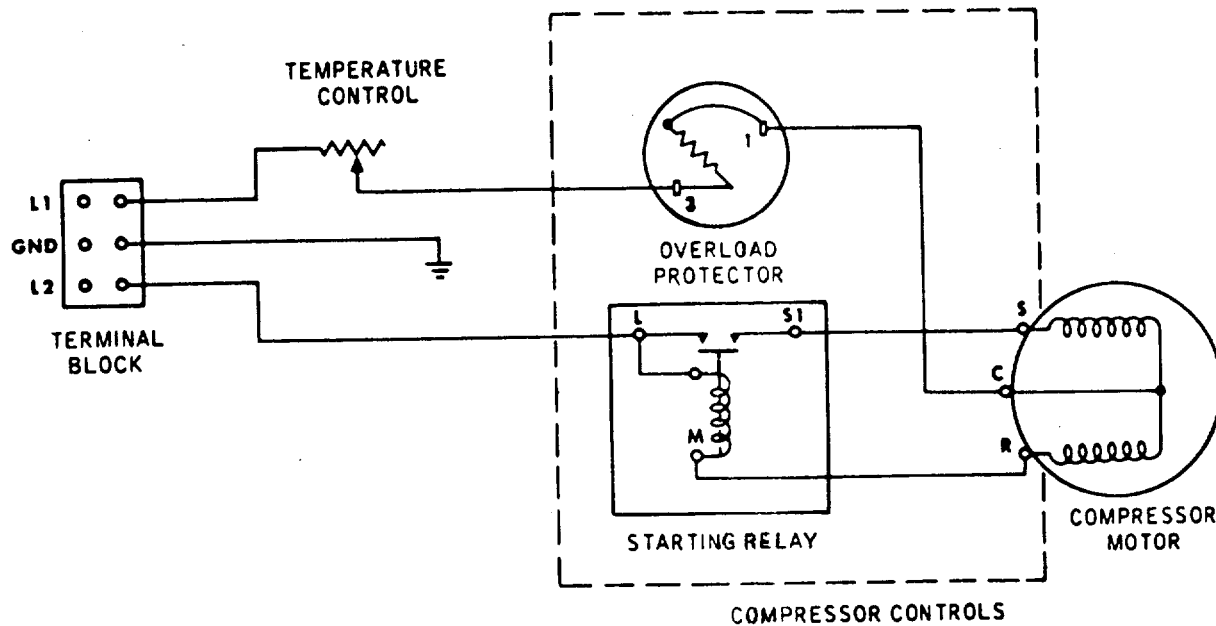 TEMPERATURE
CONTROL
L1
GND
L2
TERMINAL
BLOCK
1
3
OVERLOAD
PROTECTOR
L
S1
M
STARTING RELAY
S
C
R
COMPRESSOR
MOTOR
COMPRESSOR CONTROLS